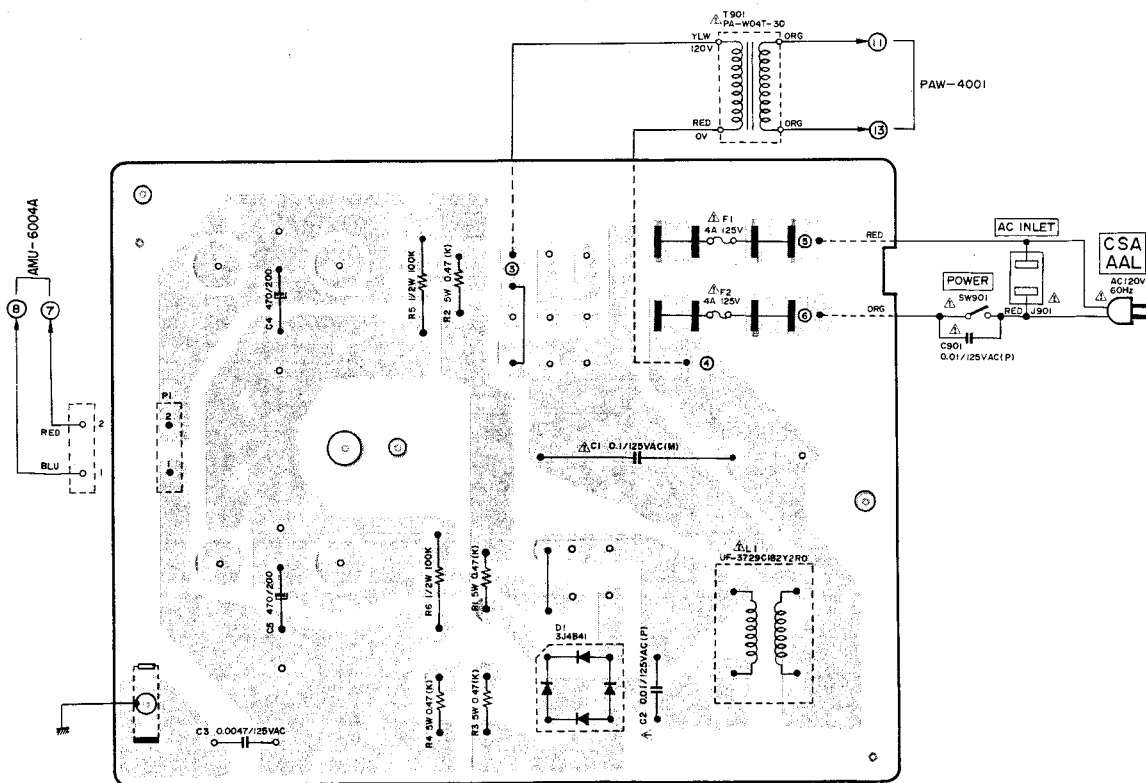 T901
PA-W04T-30
YLW
120V
ORG
11
PAW-4001
RED
0V
ORG
13
AMU-6004A
8
7
RED
2
BLU
1
P1
2
1
C4 470/200
R5 1/2W 100K
R2 5W 0.47(K)
3
F1
4A 125V
5
RED
F2
4A 125V
6
ORG
4
AC INLET
POWER
SW901
RED
J901
C901
0.01/125VAC(P)
CSA
AAL
AC120V
60Hz
C1 0.1/125VAC(M)
C5 470/200
R6 1/2W 100K
R1 5W 0.47(K)
L1
UF-3729C182Y2R0
D1
3J4B41
C2 0.01/125VAC(P)
R4 5W 0.47(K)
R3 5W 0.47(K)
C3 0.0047/125VAC